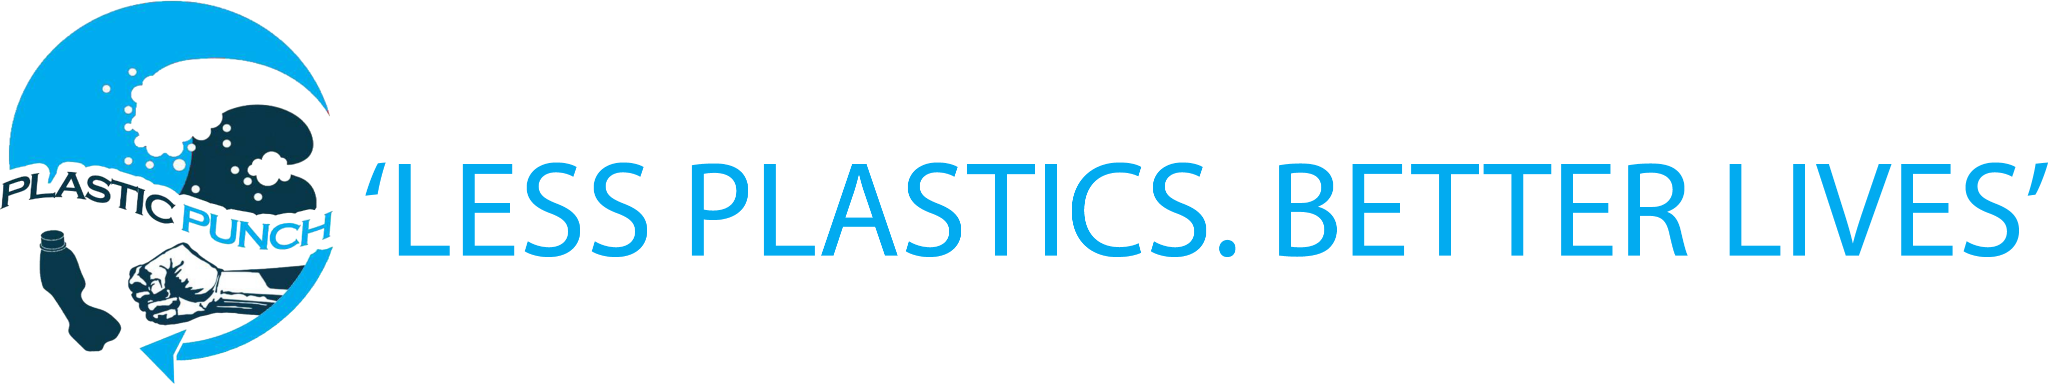 PLASTIC PUNCH
‘LESS PLASTICS. BETTER LIVES’